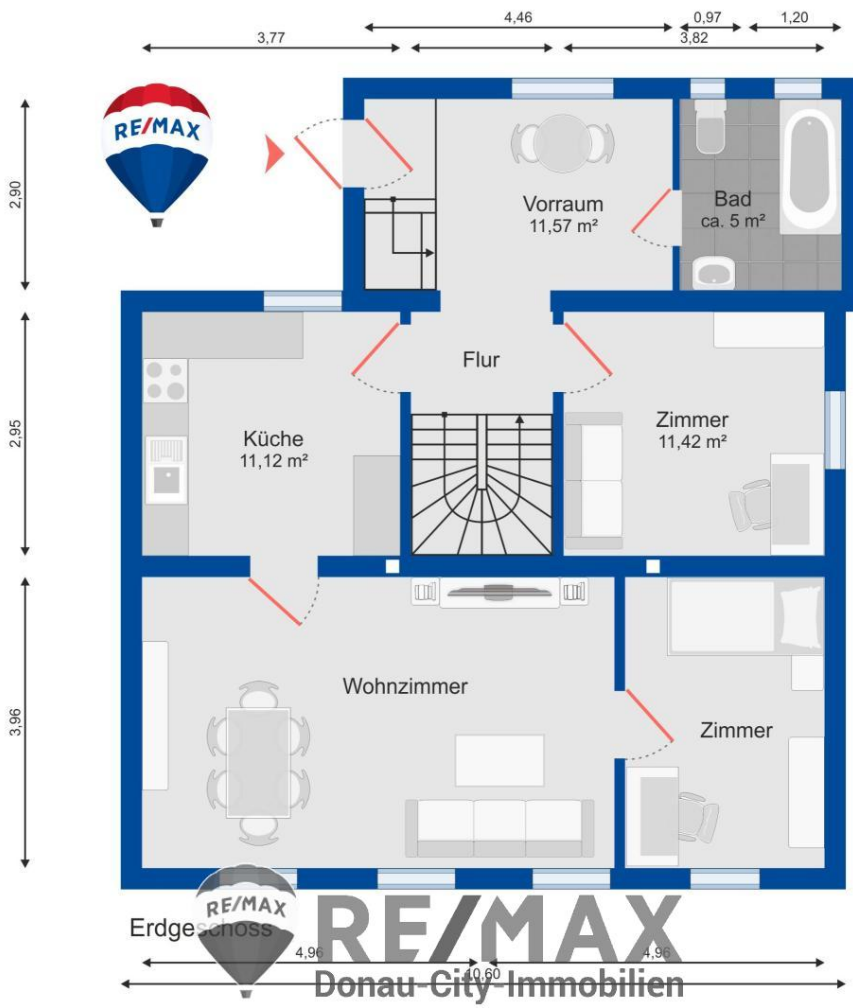 4,46
0,97
1,20
3,77
3,82
RE/MAX
2,90
Vorraum
11,57 m²
Bad
ca. 5 m²
Flur
2,95
Küche
11,12 m²
Zimmer
11,42 m²
3,96
Wohnzimmer
Zimmer
RE/MAX
Erdgeschoss
RE/MAX
4,96
4,96
10,60
Donau-City-Immobilien